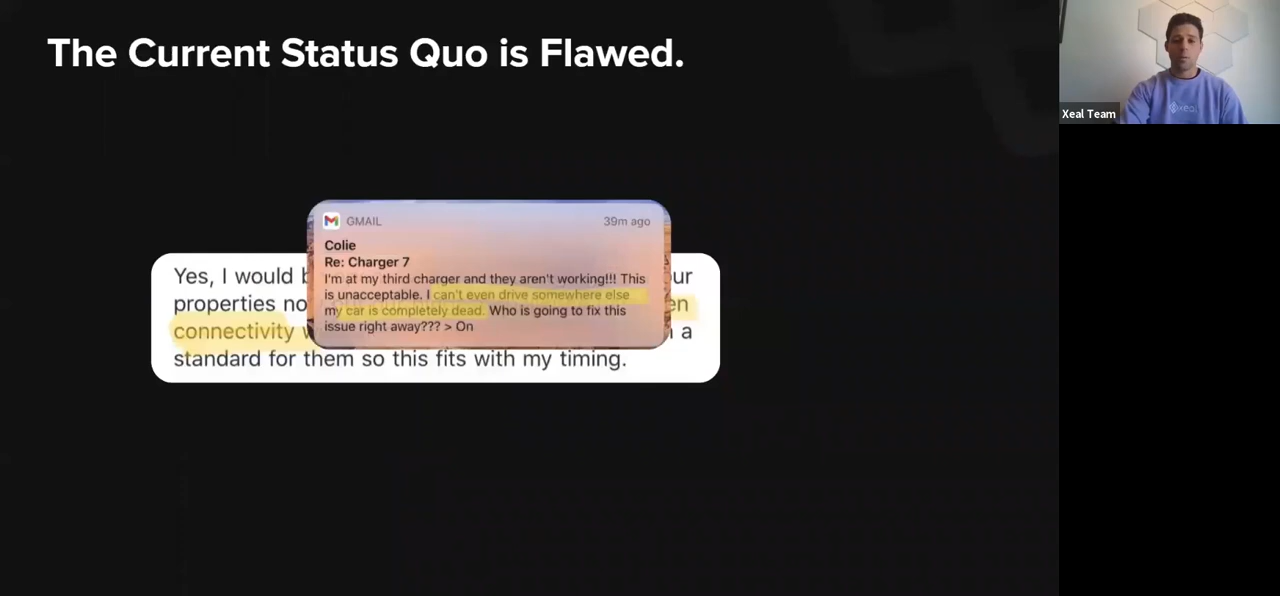 The Current Status Quo is Flawed.
GMAIL 39m ago
Colie
Re: Charger 7
I'm at my third charger and they aren't working!!! This
is unacceptable. I can't even drive somewhere else
my car is completely dead. Who is going to fix this
issue right away??? > On
Yes, I would
properties
connectivity a
standard for them so this fits with my timing.
Xeal Team
xeal